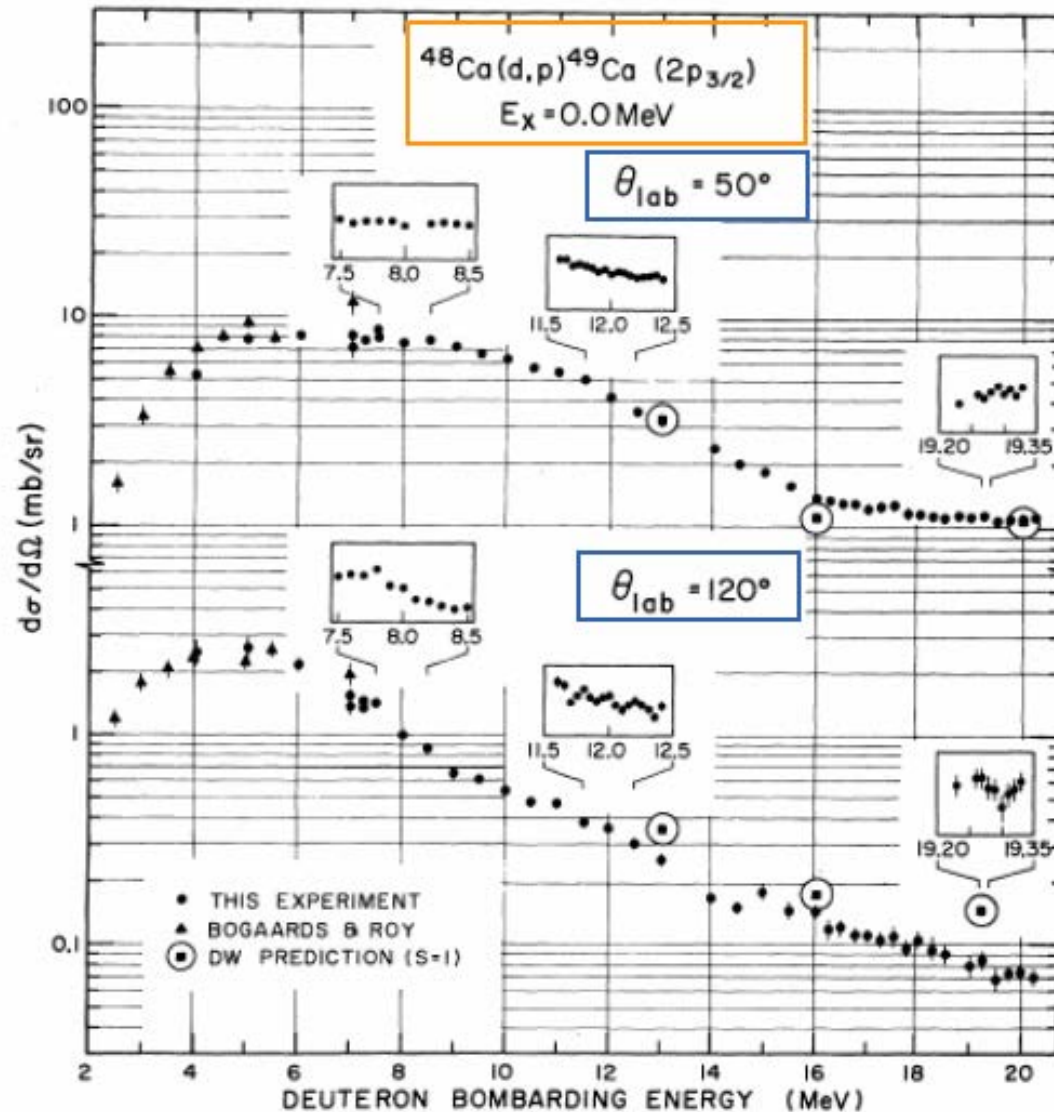 ⁴⁸Ca(d,p)⁴⁹Ca (2p₃/₂)
Eₓ = 0.0 MeV
θlab = 50°
100
10
1
7.5 8.0 8.5
11.5 12.0 12.5
19.20 19.35
dσ/dΩ (mb/sr)
θlab = 120°
7.5 8.0 8.5
11.5 12.0 12.5
19.20 19.35
1
0.1
● THIS EXPERIMENT
▲ BOGAARDS & ROY
DW PREDICTION (S=1)
2 4 6 8 10 12 14 16 18 20
DEUTERON BOMBARDING ENERGY (MeV)